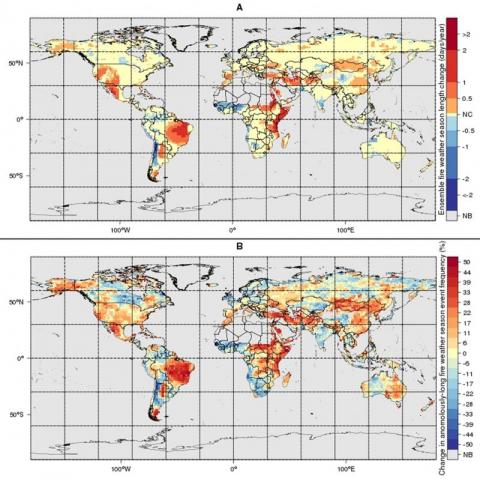 A
50°N
0°
50°S
100°W
0°
100°E
>2
2
1
0.5
NC
-0.5
-1
-2
<-2
NB
Ensemble fire weather season length change (days/year)
B
50°N
0°
50°S
100°W
0°
100°E
50
44
39
33
28
22
17
11
6
0
-6
-11
-17
-22
-28
-33
-39
-44
-50
NB
Change in anomolously-long fire weather season event frequency (%)